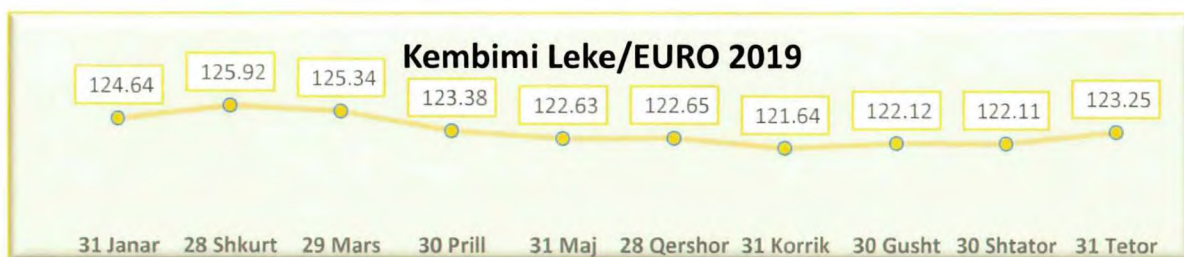 Kembimi Leke/EURO 2019
124.64 125.92 125.34 123.38 122.63 122.65 121.64 122.12 122.11 123.25
31 Janar 28 Shkurt 29 Mars 30 Prill 31 Maj 28 Qershor 31 Korrik 30 Gusht 30 Shtator 31 Tetor